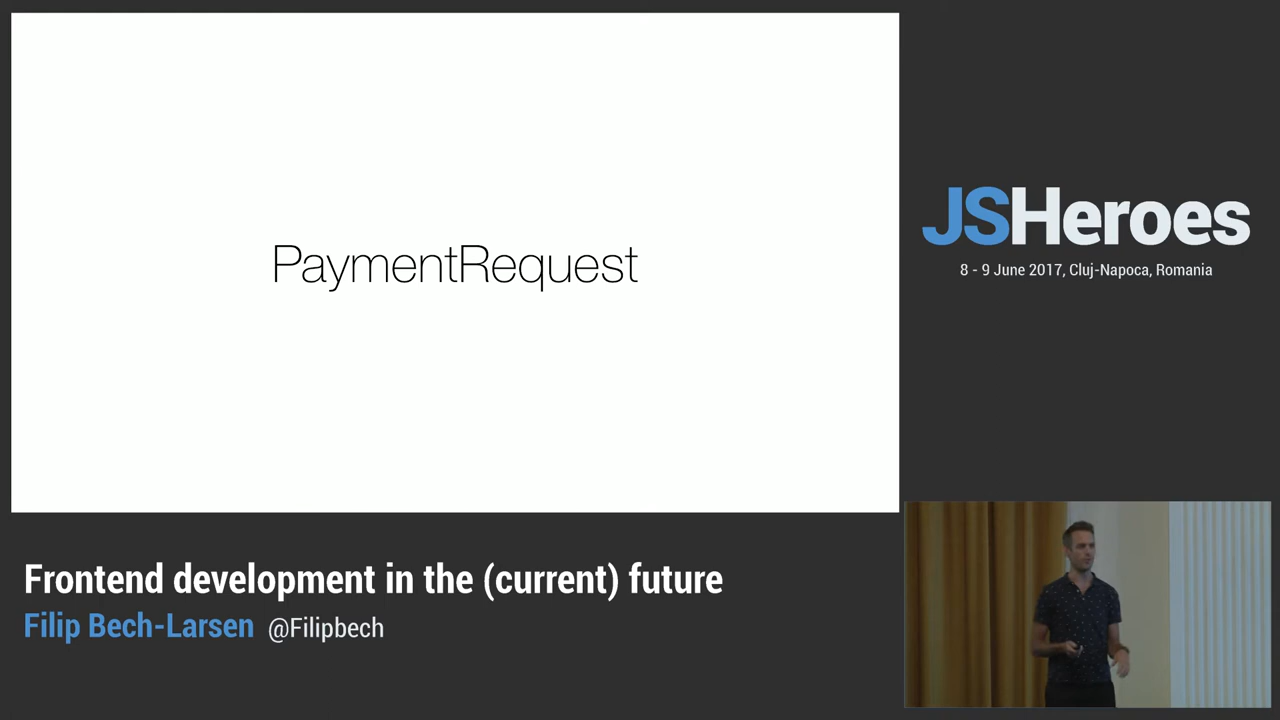 PaymentRequest
JSHeroes
8 - 9 June 2017, Cluj-Napoca, Romania
Frontend development in the (current) future
Filip Bech-Larsen @Filipbech